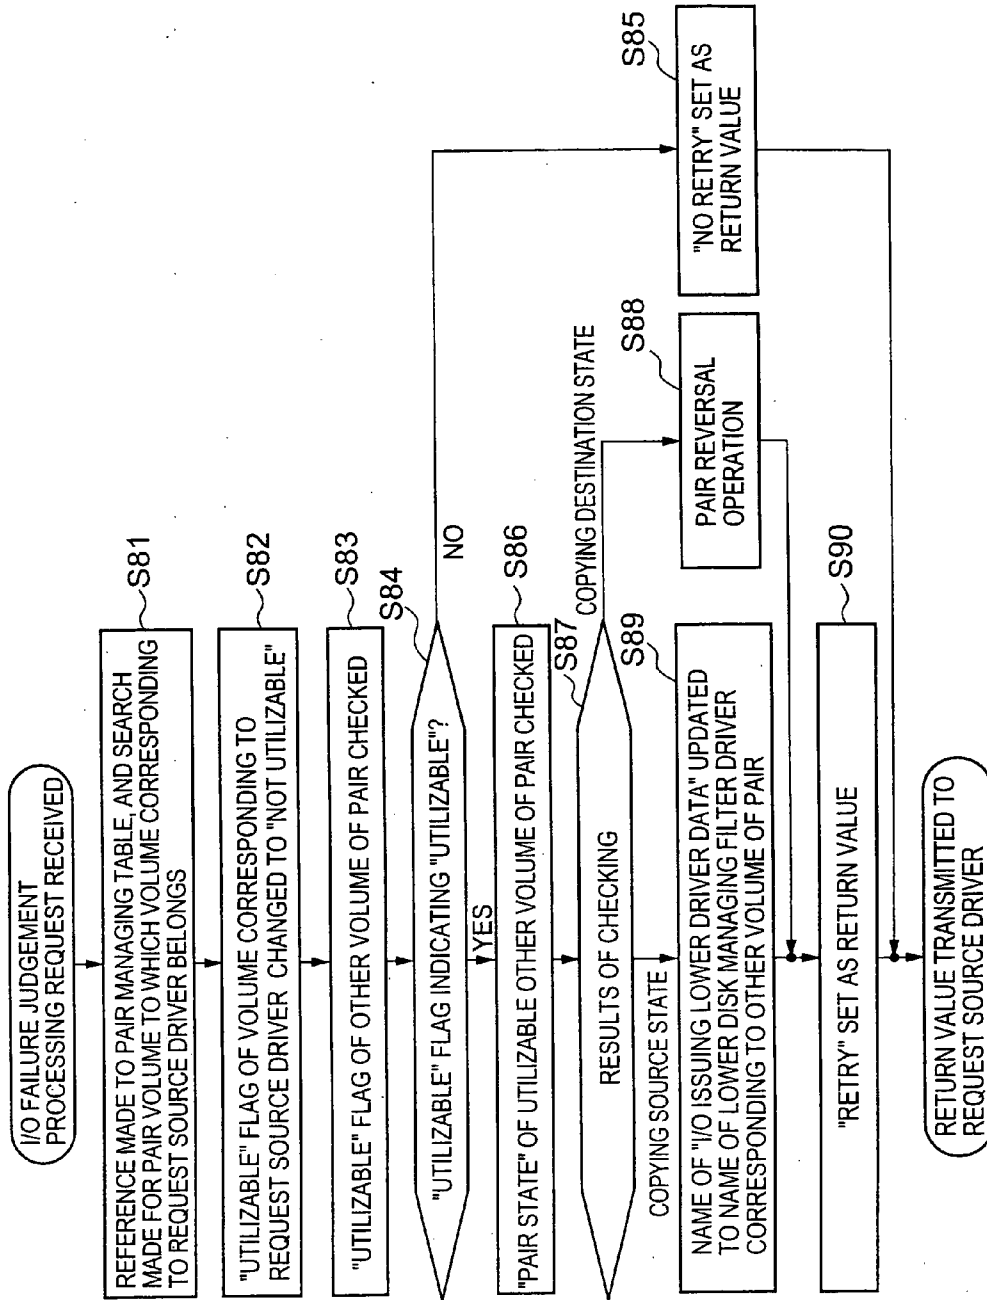 I/O FAILURE JUDGEMENT
PROCESSING REQUEST RECEIVED
S81
REFERENCE MADE TO PAIR MANAGING TABLE, AND SEARCH
MADE FOR PAIR VOLUME TO WHICH VOLUME CORRESPONDING
TO REQUEST SOURCE DRIVER BELONGS
S82
"UTILIZABLE" FLAG OF VOLUME CORRESPONDING TO
REQUEST SOURCE DRIVER CHANGED TO "NOT UTILIZABLE"
S83
"UTILIZABLE" FLAG OF OTHER VOLUME OF PAIR CHECKED
S84
"UTILIZABLE" FLAG INDICATING "UTILIZABLE"?
NO
YES
S85
"NO RETRY" SET AS
RETURN VALUE
S86
"PAIR STATE" OF UTILIZABLE OTHER VOLUME OF PAIR CHECKED
S87
RESULTS OF CHECKING
COPYING DESTINATION STATE
COPYING SOURCE STATE
S88
PAIR REVERSAL
OPERATION
S89
NAME OF "I/O ISSUING LOWER DRIVER DATA" UPDATED
TO NAME OF LOWER DISK MANAGING FILTER DRIVER
CORRESPONDING TO OTHER VOLUME OF PAIR
S90
"RETRY" SET AS RETURN VALUE
RETURN VALUE TRANSMITTED TO
REQUEST SOURCE DRIVER